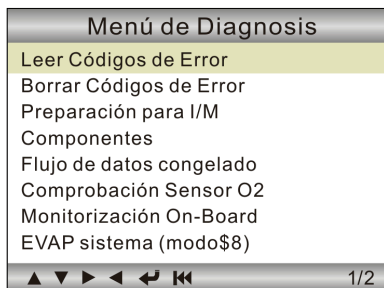 Menú de Diagnosis
Leer Códigos de Error
Borrar Códigos de Error
Preparación para I/M
Componentes
Flujo de datos congelado
Comprobación Sensor O2
Monitorización On-Board
EVAP sistema (modo$8)
1/2